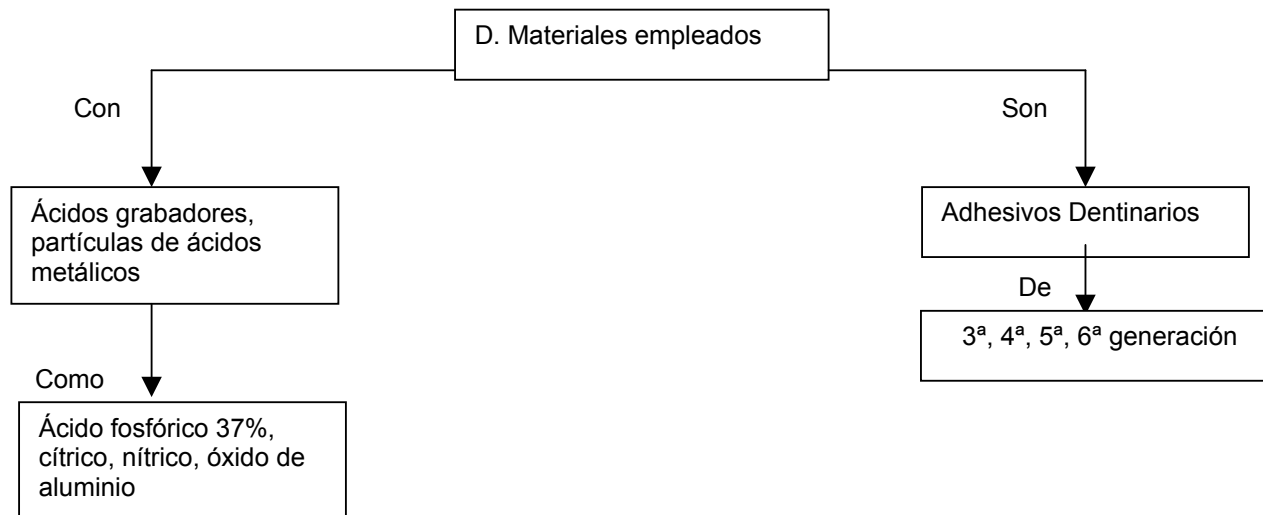 D. Materiales empleados
Con
Son
Ácidos grabadores,
partículas de ácidos
metálicos
Adhesivos Dentinarios
De
3ª, 4ª, 5ª, 6ª generación
Como
Ácido fosfórico 37%,
cítrico, nítrico, óxido de
aluminio